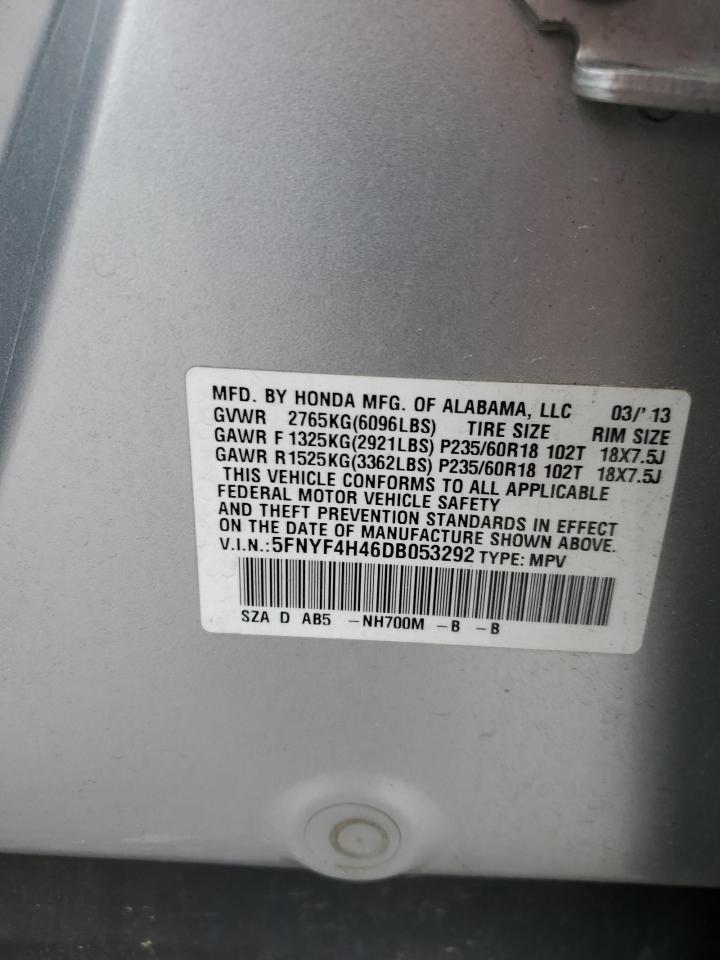 MFD. BY HONDA MFG. OF ALABAMA, LLC 03/'13
GVWR 2765KG(6096LBS) TIRE SIZE RIM SIZE
GAWR F 1325KG(2921LBS) P235/60R18 102T 18X7.5J
GAWR R1525KG(3362LBS) P235/60R18 102T 18X7.5J
THIS VEHICLE CONFORMS TO ALL APPLICABLE
FEDERAL MOTOR VEHICLE SAFETY
AND THEFT PREVENTION STANDARDS IN EFFECT
ON THE DATE OF MANUFACTURE SHOWN ABOVE.
V.I.N.:5FNYF4H46DB053292 TYPE: MPV
SZA D AB5 -NH700M -B -B